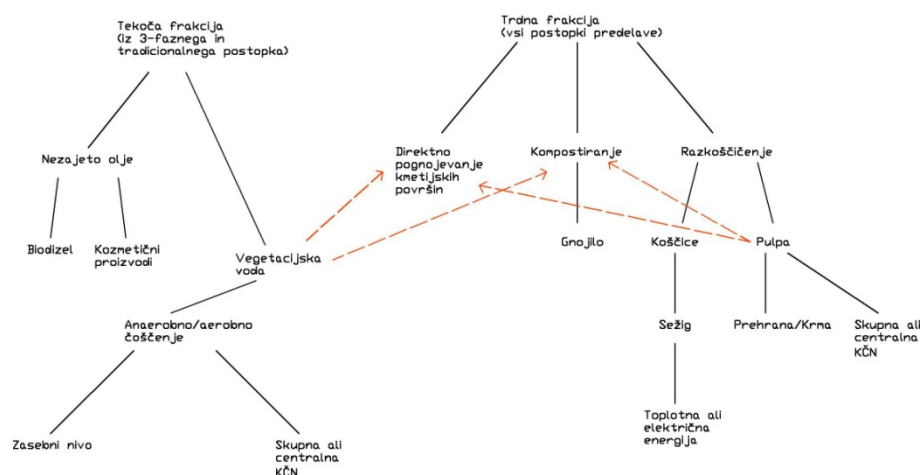 Tekoča frakcija
(iz 3-faznega in
tradicionalnega postopka)
Trdna frakcija
(vsi postopki predelave)
Nezajeto olje
Direktno
pognojevanje
kmetijskih
površin
Kompostiranje
Razkoščičenje
Biodizel
Kozmetični
proizvodi
Vegetacijska
voda
Gnojilo
Koščice
Pulpa
Anaerobno/aerobno
čoščenje
Sežig
Prehrana/Krma
Skupna ali
centralna
KČN
Zasebni nivo
Skupna ali
centralna
KČN
Toplotna ali
električna
energija